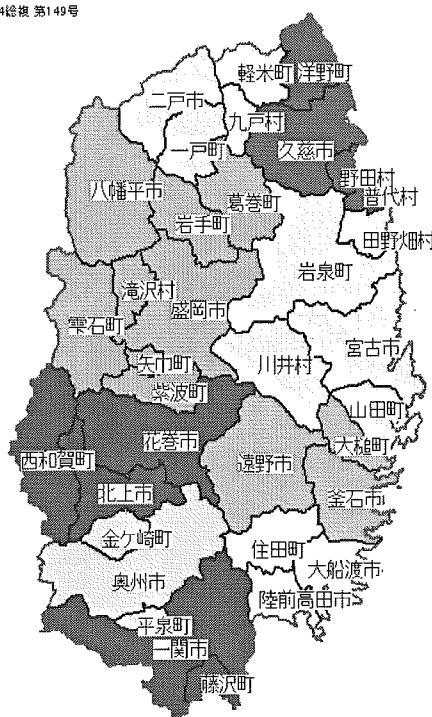 4総複 第149号
軽米町
洋野町
二戸市
九戸村
一戸町
久慈市
野田村
八幡平市
葛巻町
普代村
岩手町
田野畑村
岩泉町
滝沢村
盛岡市
雫石町
宮古市
矢巾町
川井村
紫波町
山田町
花巻市
大槌町
西和賀町
遠野市
北上市
釜石市
金ケ崎町
住田町
大船渡市
奥州市
陸前高田市
平泉町
一関市
藤沢町